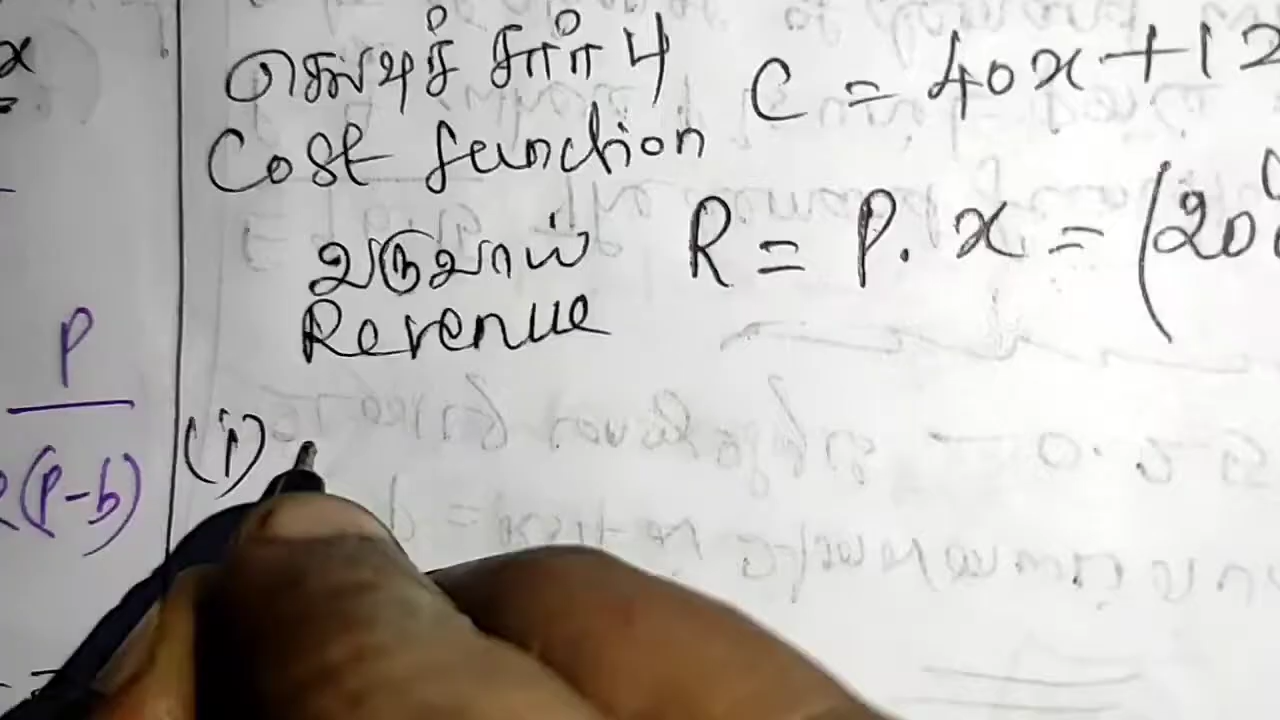 x
செலவுச் சார்பு C = 40x + 12
Cost function
வருவாய் R = P. x = (20
Revenue
P
(P-b)
(i)